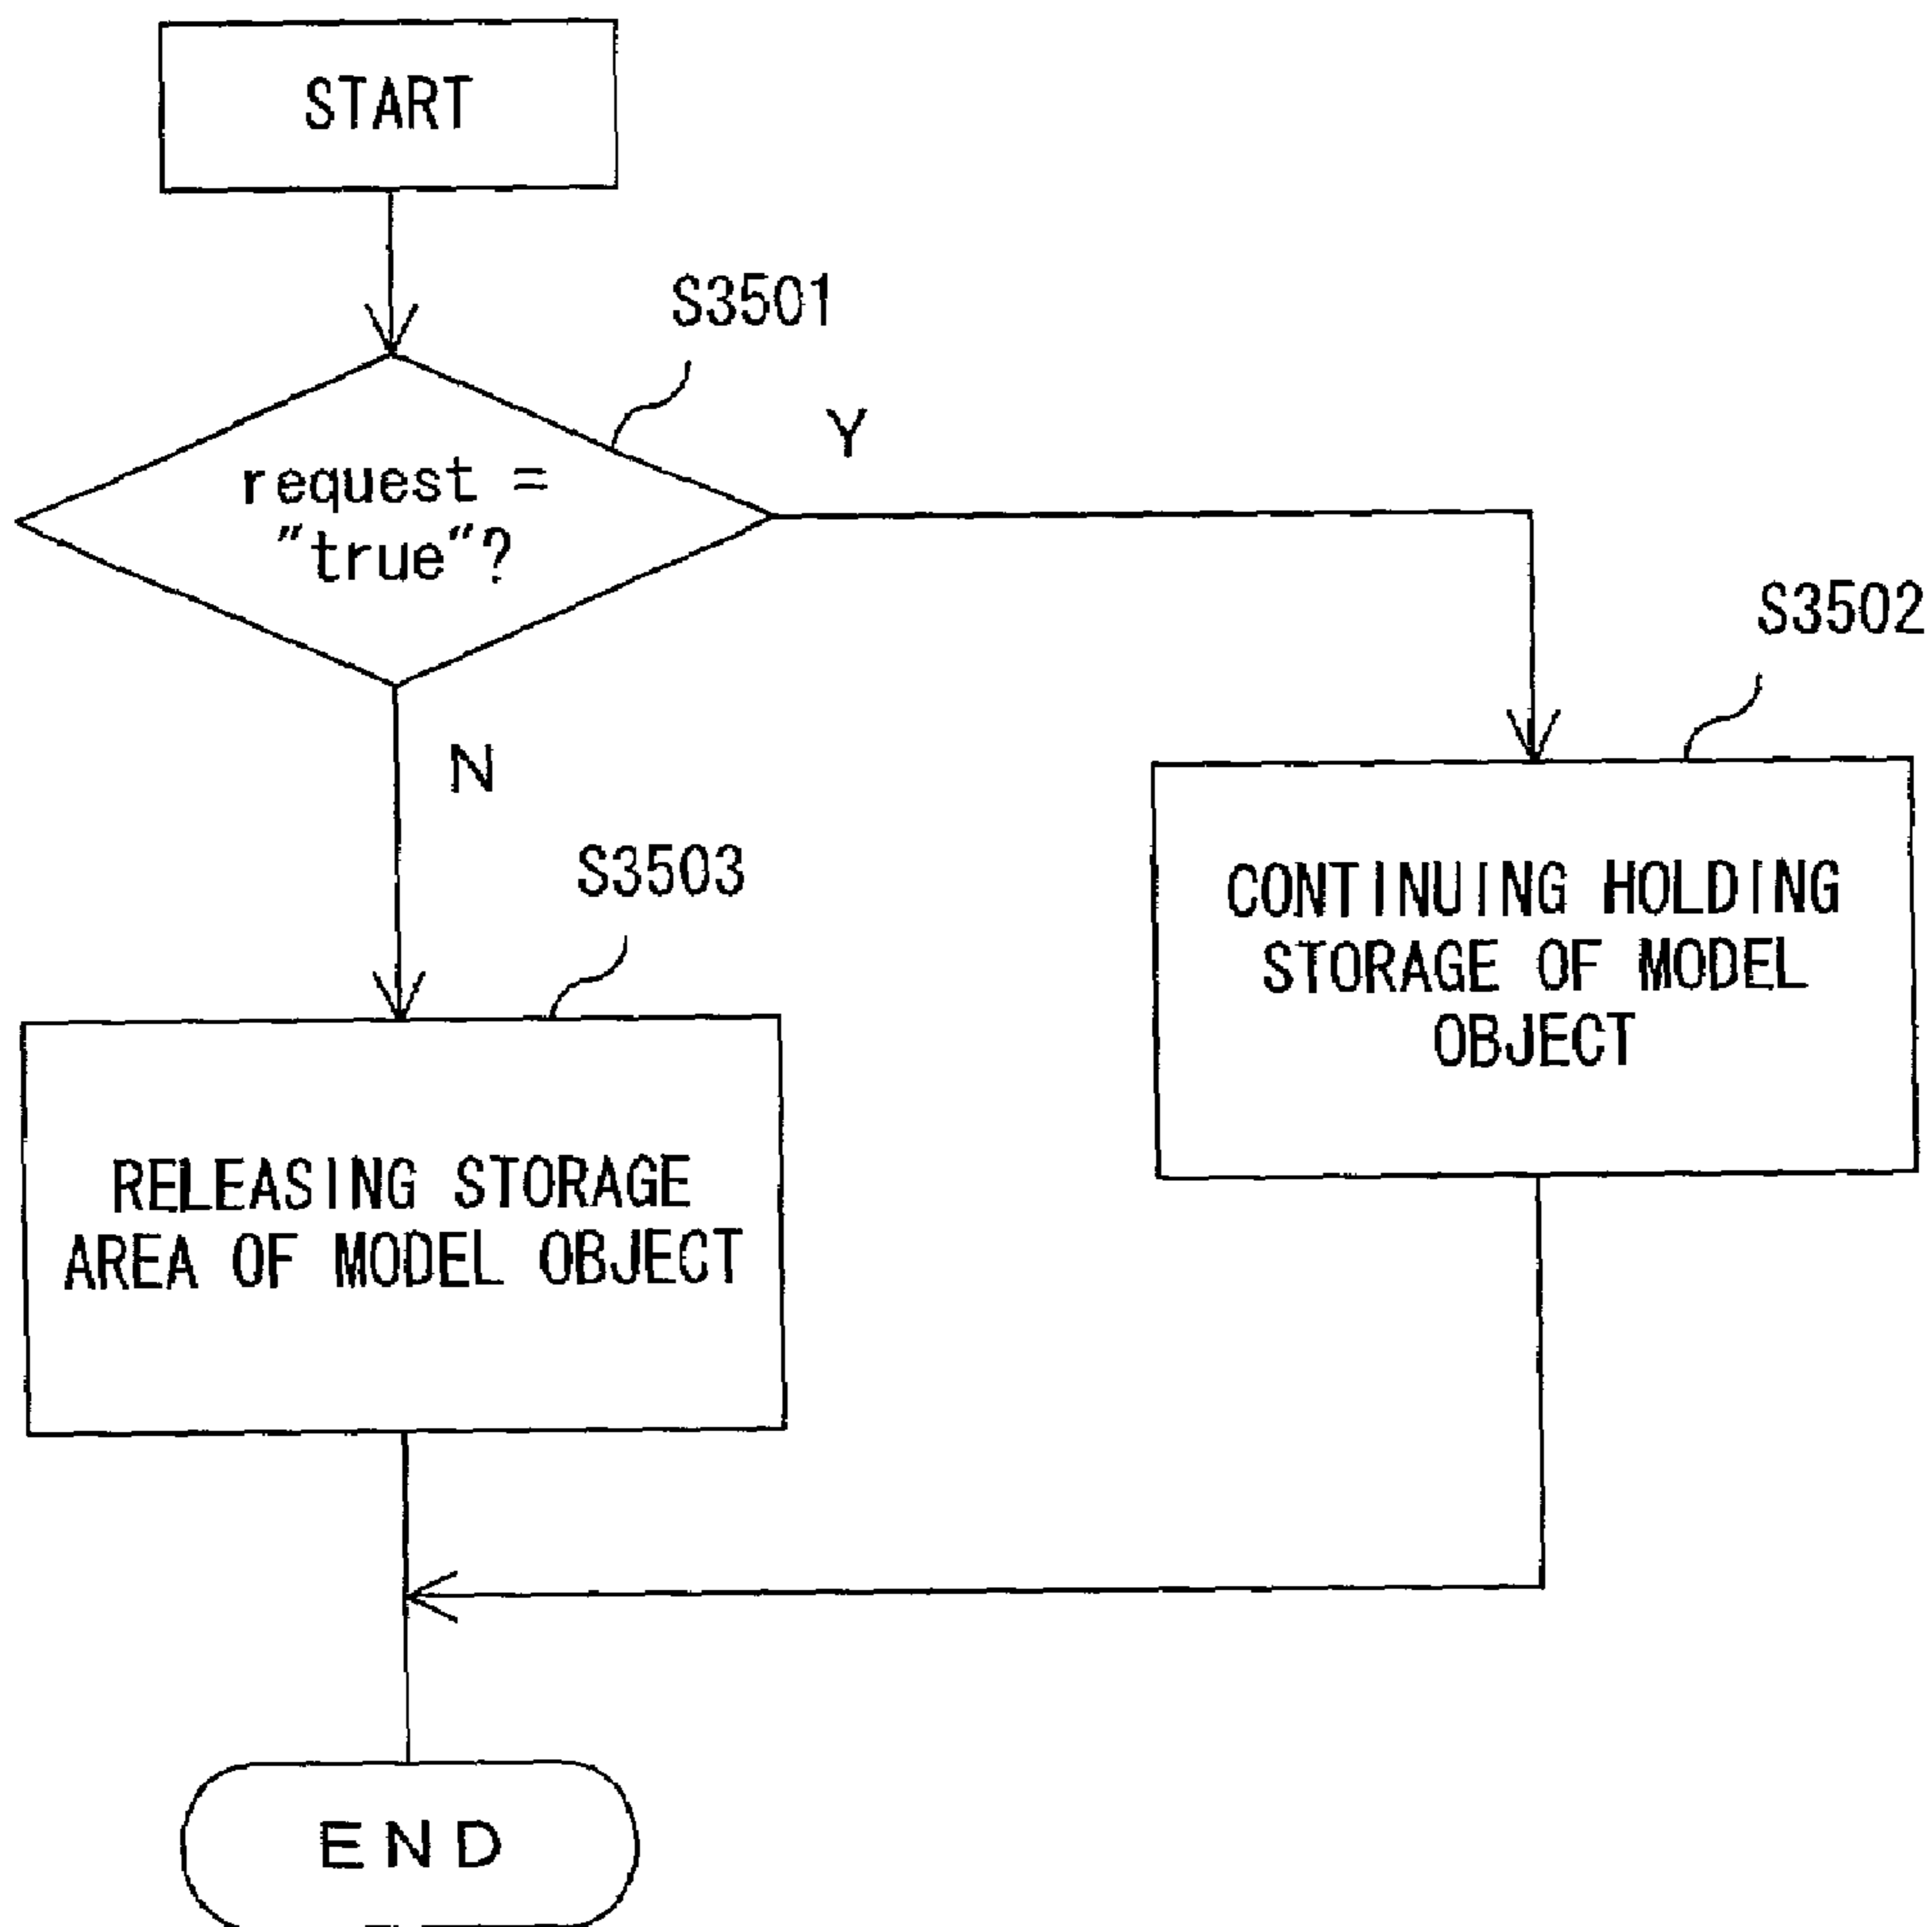 START
S3501
Y
request =
"true"?
S3502
N
S3503
CONTINUING HOLDING
STORAGE OF MODEL
OBJECT
RELEASING STORAGE
AREA OF MODEL OBJECT
END